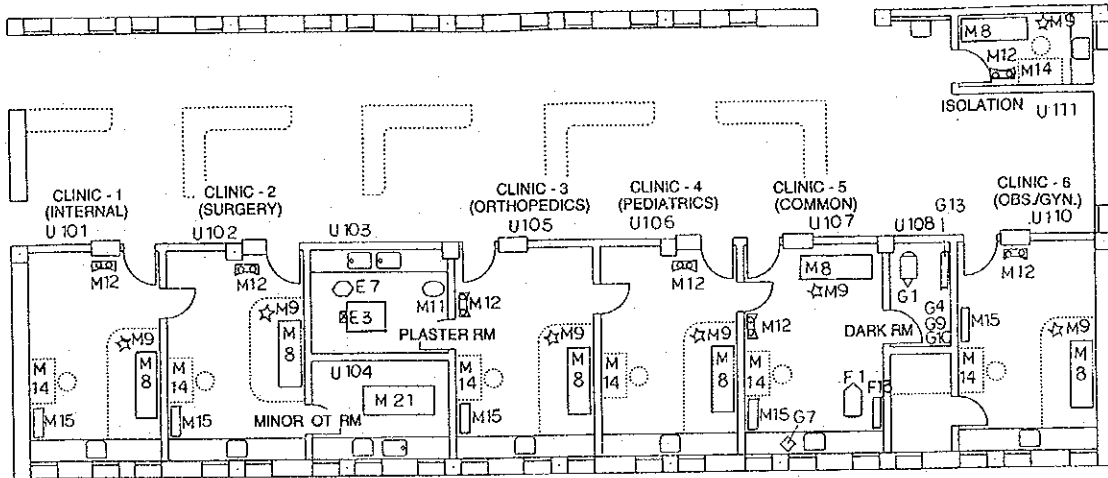 M8
M9
M12
M14
ISOLATION
U111
CLINIC - 1
(INTERNAL)
U101
CLINIC - 2
(SURGERY)
U102
U103
CLINIC - 3
(ORTHOPEDICS)
U105
CLINIC - 4
(PEDIATRICS)
U106
CLINIC - 5
(COMMON)
U107
G13
U108
CLINIC - 6
(OBS./GYN.)
U110
M12
M12
E7
M11
M12
M12
M8
M9
G1
M12
E3
PLASTER RM
M12
DARK RM
G4
G9
G10
M15
M9
M8
M14
M15
M9
M8
M14
M15
U104
M21
MINOR OT RM
M14
M15
M9
M8
M14
M9
M8
M14
M15
G7
F1
F13
M14
M9
M8